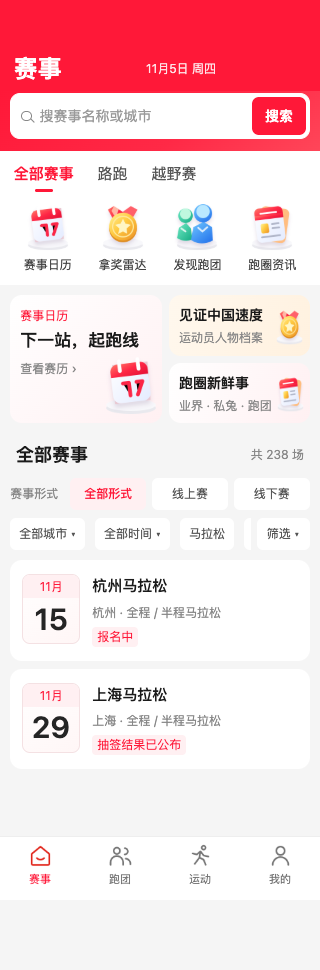 赛事
11月5日 周四
搜赛事名称或城市
搜索
全部赛事
路跑
越野赛
赛事日历
拿奖雷达
发现跑团
跑圈资讯
赛事日历
下一站，起跑线
查看赛历 ›
见证中国速度
运动员人物档案
跑圈新鲜事
业界 · 私兔 · 跑团
全部赛事
共 238 场
赛事形式
全部形式
线上赛
线下赛
全部城市 ▾
全部时间 ▾
马拉松
筛选 ▾
11月
15
杭州马拉松
杭州 · 全程 / 半程马拉松
报名中
11月
29
上海马拉松
上海 · 全程 / 半程马拉松
抽签结果已公布
赛事
跑团
运动
我的